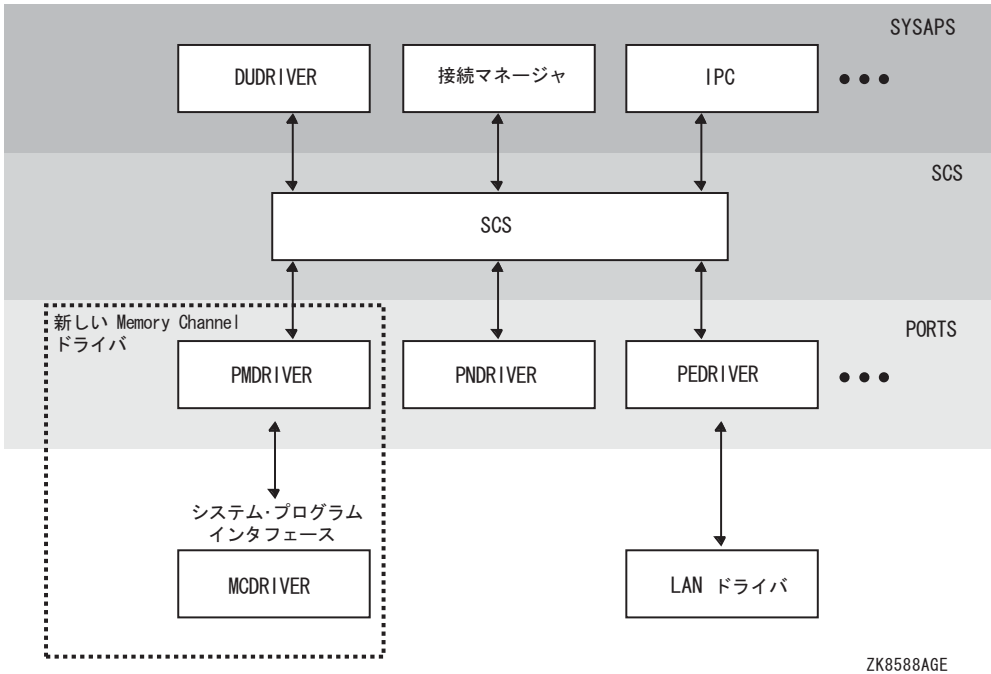 SYSAPS
DUDRIVER
接続マネージャ
IPC
SCS
SCS
新しい Memory Channel
ドライバ
PORTS
PMDRIVER
PNDRIVER
PEDRIVER
システム・プログラム
インタフェース
MCDRIVER
LAN ドライバ
ZK8588AGE